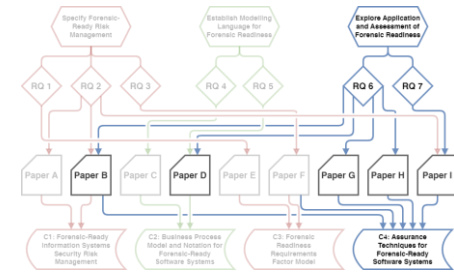 Specify Forensic-
Ready Risk
Management
Establish Modelling
Language for
Forensic Readiness
Explore Application
and Assessment of
Forensic Readiness
RQ 1
RQ 2
RQ 3
RQ 4
RQ 5
RQ 6
RQ 7
Paper A
Paper B
Paper C
Paper D
Paper E
Paper F
Paper G
Paper H
Paper I
C1: Forensic-Ready
Information Systems
Security Risk
Management
C2: Business Process
Model and Notation for
Forensic-Ready
Software Systems
C3: Forensic
Readiness
Requirements
Factor Model
C4: Assurance
Techniques for
Forensic-Ready
Software Systems